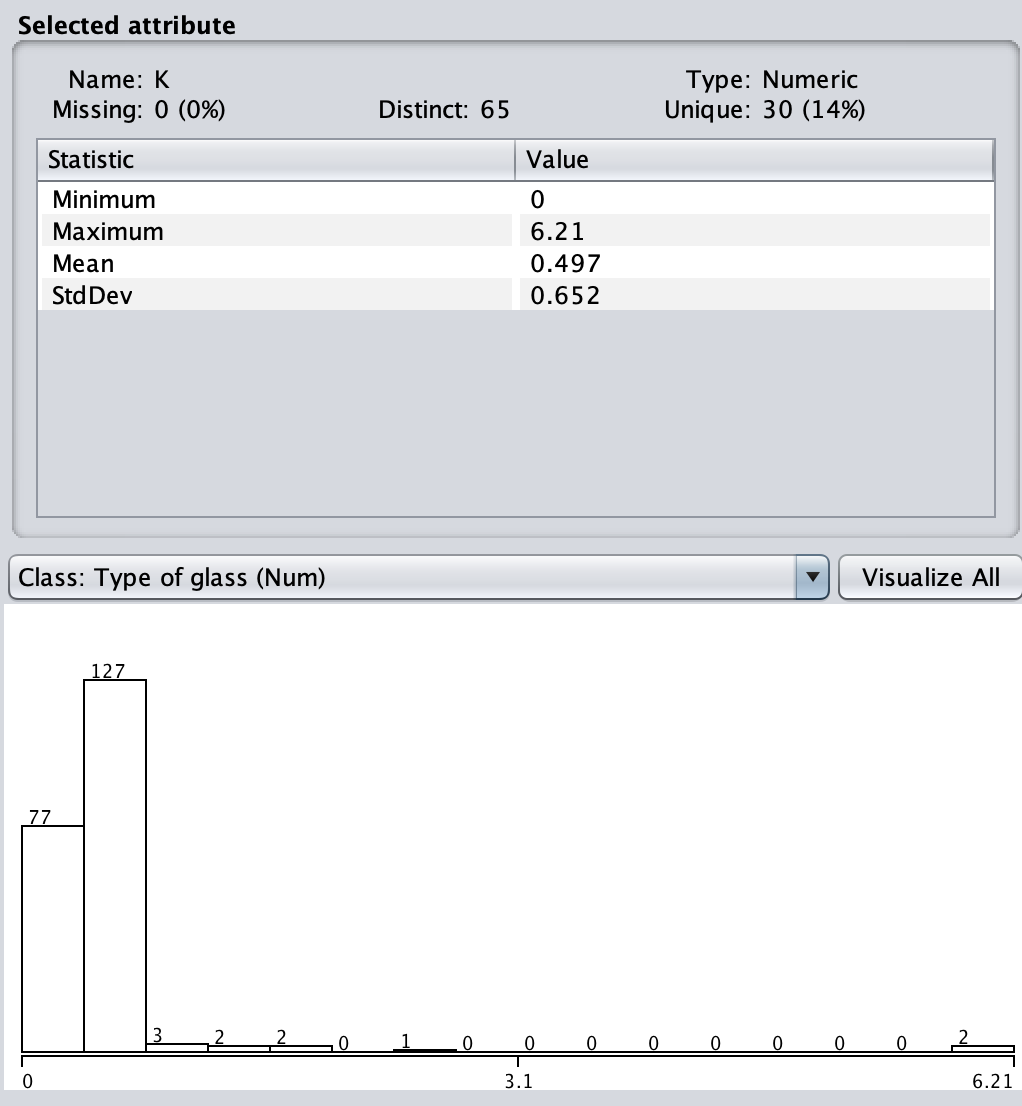 Selected attribute
Name: K Type: Numeric
Missing: 0 (0%) Distinct: 65 Unique: 30 (14%)
Statistic Value
Minimum 0
Maximum 6.21
Mean 0.497
StdDev 0.652
Class: Type of glass (Num) Visualize All
127
77
3 2 2 0 1 0 0 0 0 0 0 0 0 2
0 3.1 6.21